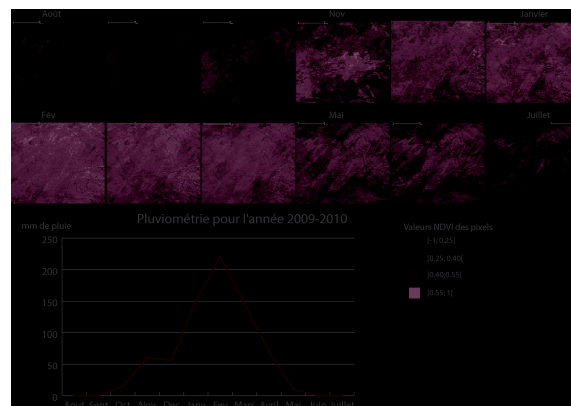 Août Nov Janvier
Fév Mai Juillet
Pluviométrie pour l'année 2009-2010
mm de pluie
Valeurs NDVI des pixels
[-1; 0.25[
[0.25; 0.40[
[0.40;0.55[
[0.55; 1[
250
200
150
100
50
0
Aout Sept Oct Nov Dec Janv Fev Mars Avril Mai Juin Juillet